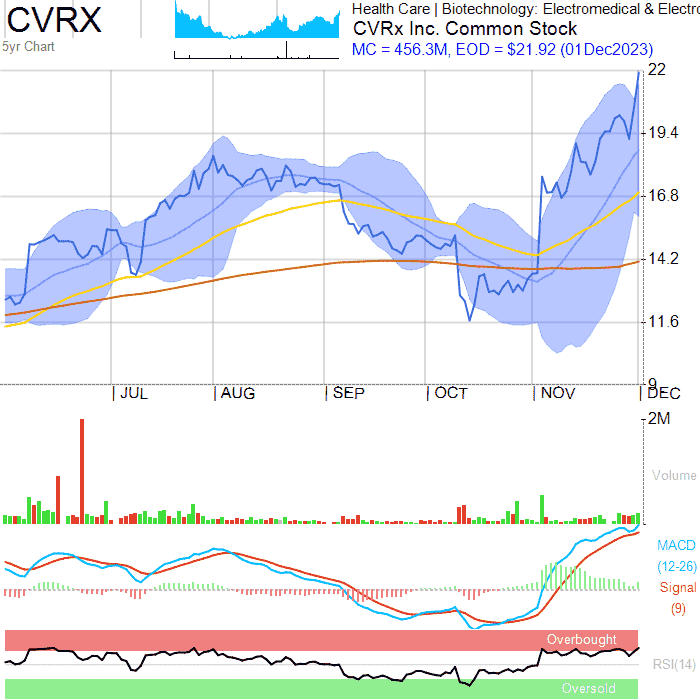 CVRX
5yr Chart
Health Care | Biotechnology: Electromedical & Electro
CVRx Inc. Common Stock
MC = 456.3M, EOD = $21.92 (01Dec2023)
22
19.4
16.8
14.2
11.6
9
JUL AUG SEP OCT NOV DEC
2M
Volume
MACD
(12-26)
Signal
(9)
Overbought
RSI(14)
Oversold